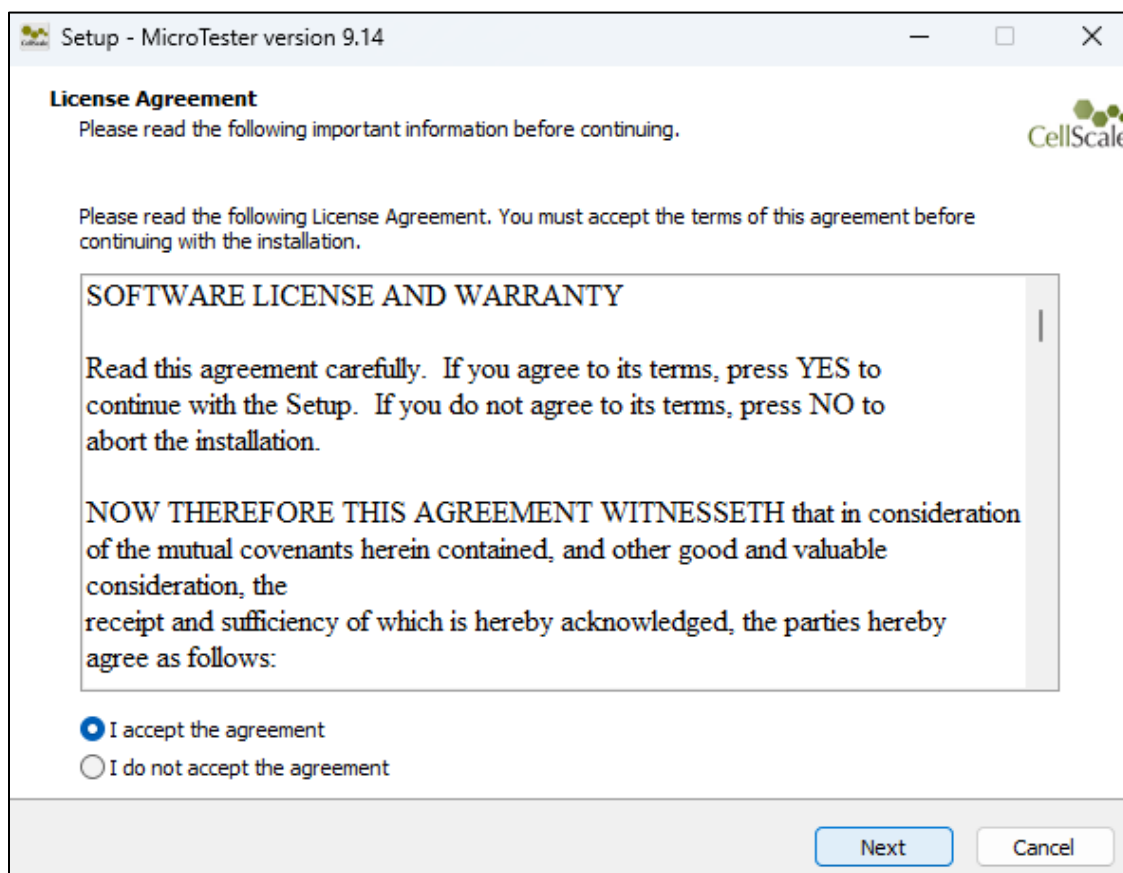 Setup - MicroTester version 9.14
License Agreement
Please read the following important information before continuing.
CellScale
Please read the following License Agreement. You must accept the terms of this agreement before
continuing with the installation.
SOFTWARE LICENSE AND WARRANTY
Read this agreement carefully.  If you agree to its terms, press YES to
continue with the Setup.  If you do not agree to its terms, press NO to
abort the installation.
NOW THEREFORE THIS AGREEMENT WITNESSETH that in consideration
of the mutual covenants herein contained, and other good and valuable
consideration, the
receipt and sufficiency of which is hereby acknowledged, the parties hereby
agree as follows:
I accept the agreement
I do not accept the agreement
Next
Cancel